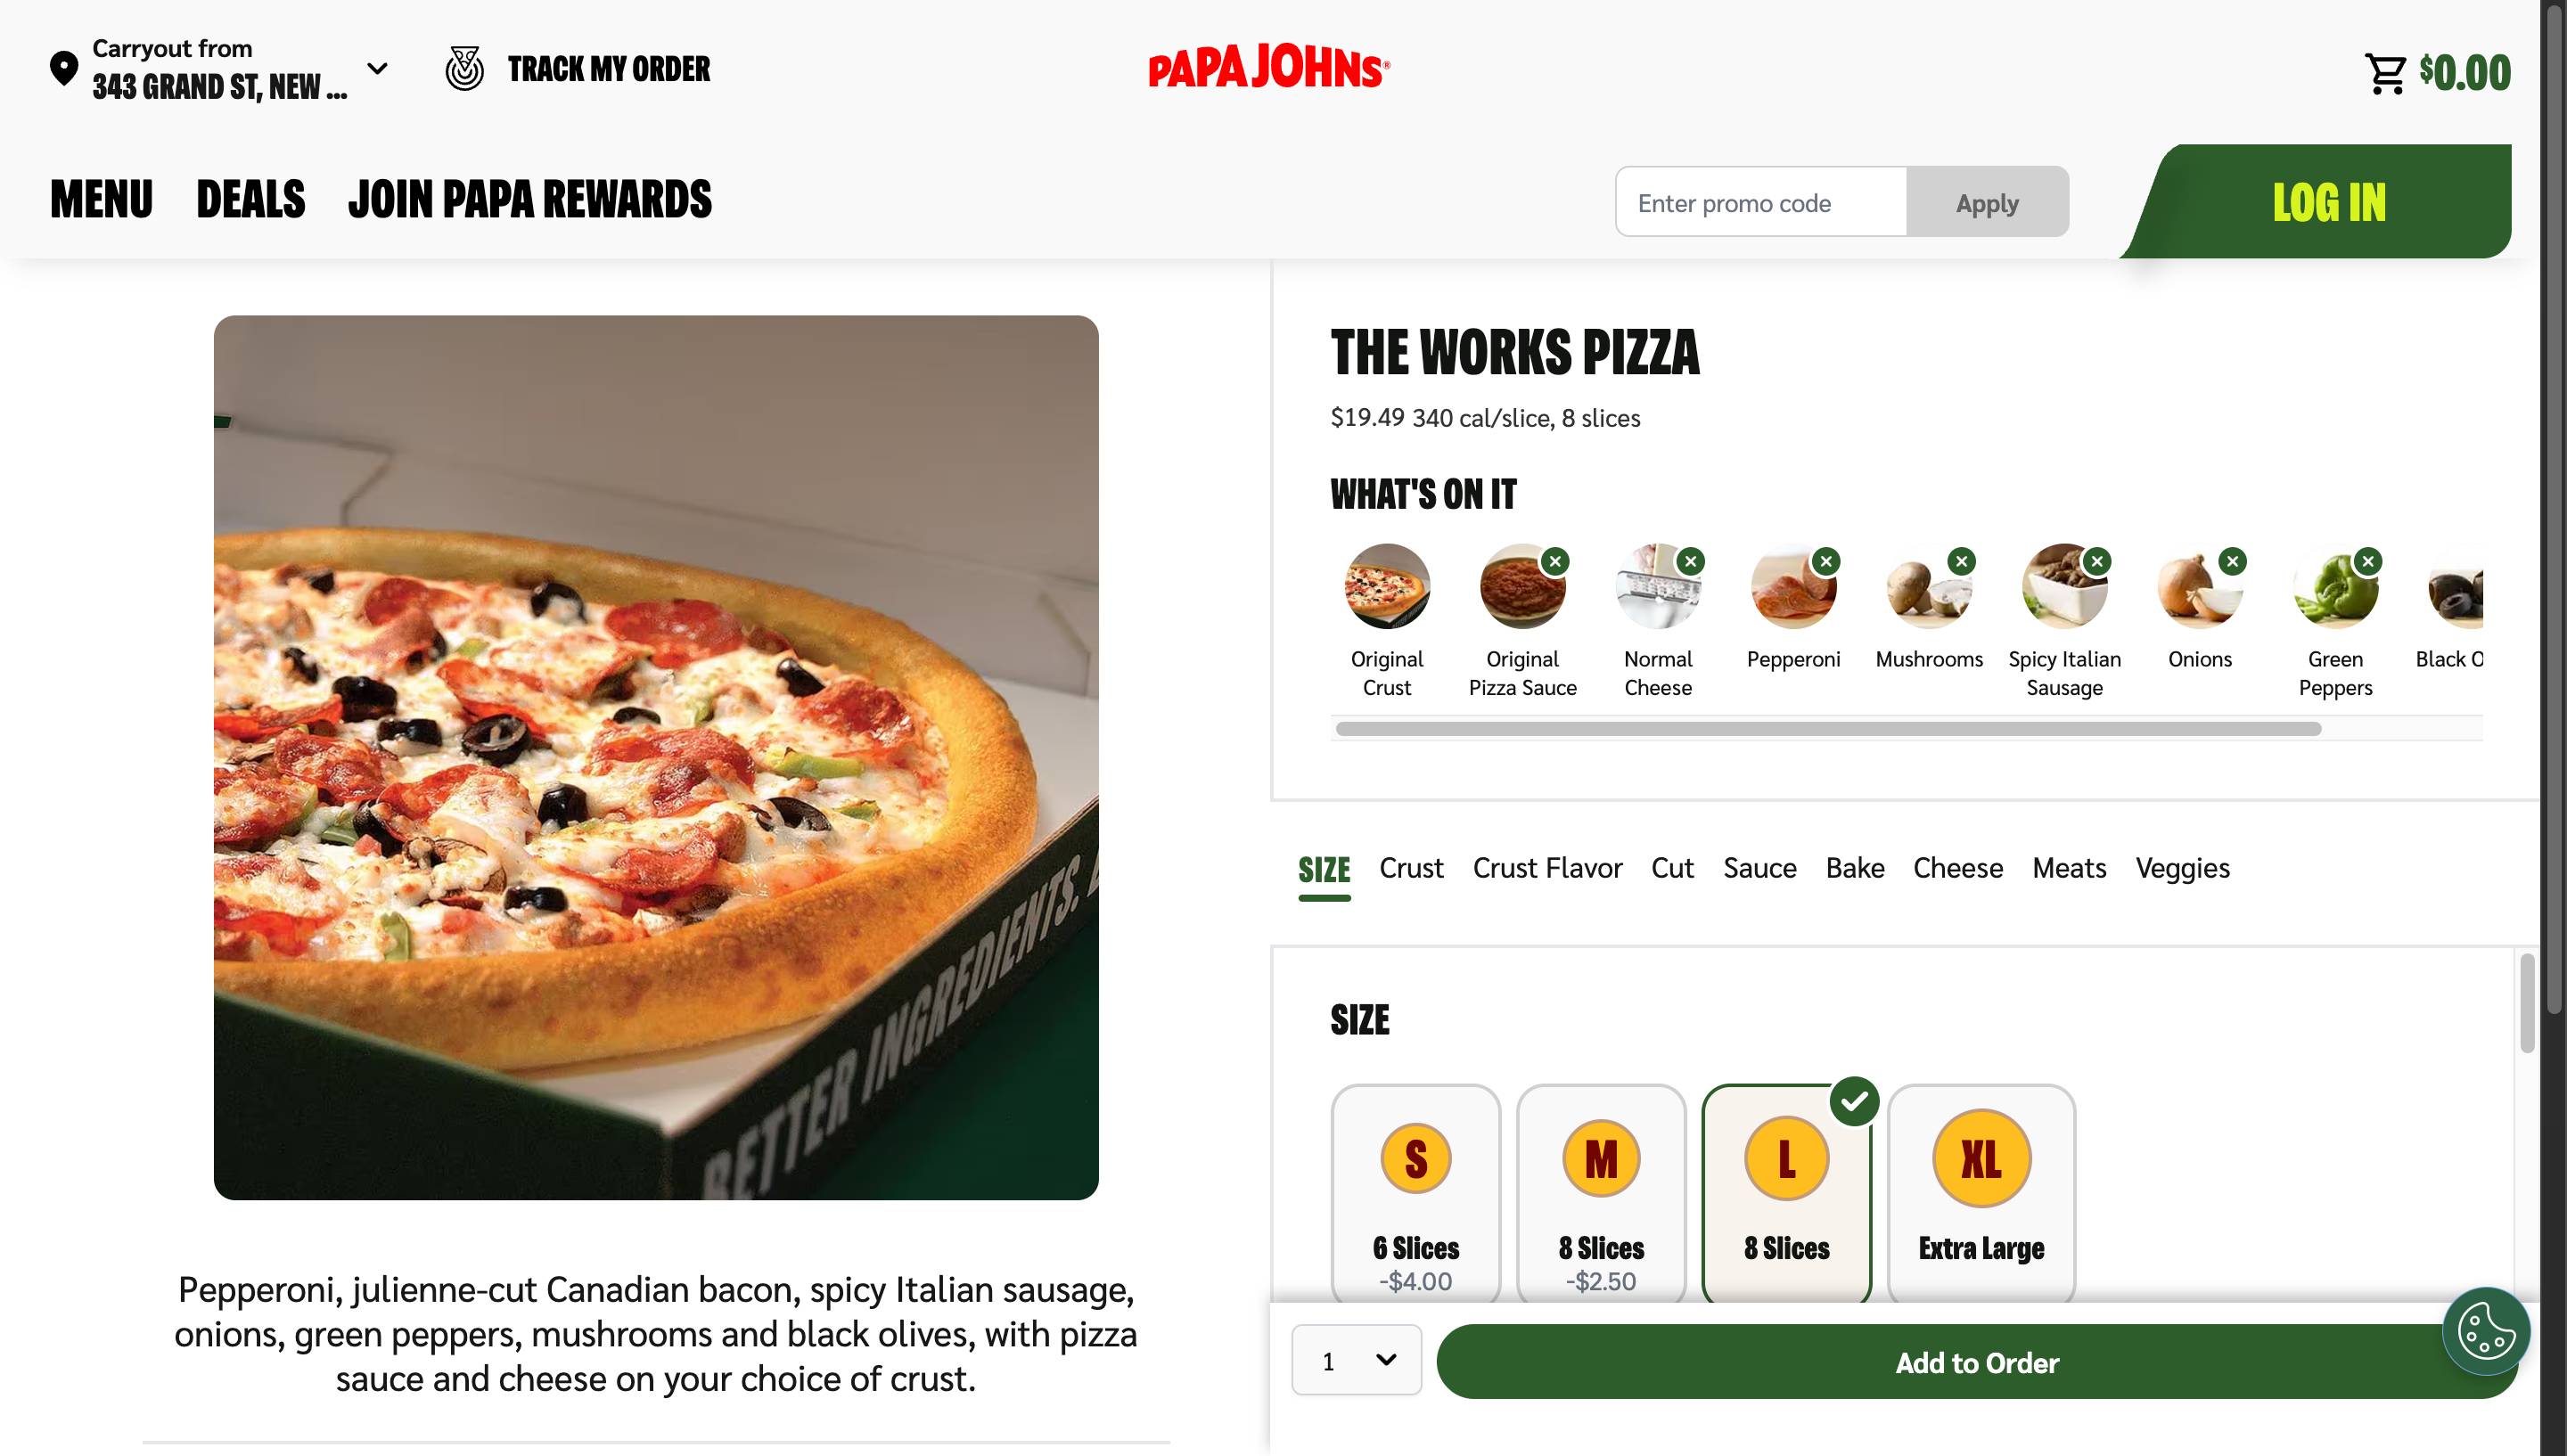 Carryout from
343 GRAND ST, NEW ...
TRACK MY ORDER
PAPA JOHNS®
$0.00
MENU
DEALS
JOIN PAPA REWARDS
Enter promo code
Apply
LOG IN
THE WORKS PIZZA
$19.49 340 cal/slice, 8 slices
WHAT'S ON IT
Original
Crust
Original
Pizza Sauce
Normal
Cheese
Pepperoni
Mushrooms
Spicy Italian
Sausage
Onions
Green
Peppers
Black O
SIZE
Crust
Crust Flavor
Cut
Sauce
Bake
Cheese
Meats
Veggies
SIZE
S
6 Slices
-$4.00
M
8 Slices
-$2.50
L
8 Slices
XL
Extra Large
1
Add to Order
BETTER INGREDIENTS.
Pepperoni, julienne-cut Canadian bacon, spicy Italian sausage,
onions, green peppers, mushrooms and black olives, with pizza
sauce and cheese on your choice of crust.